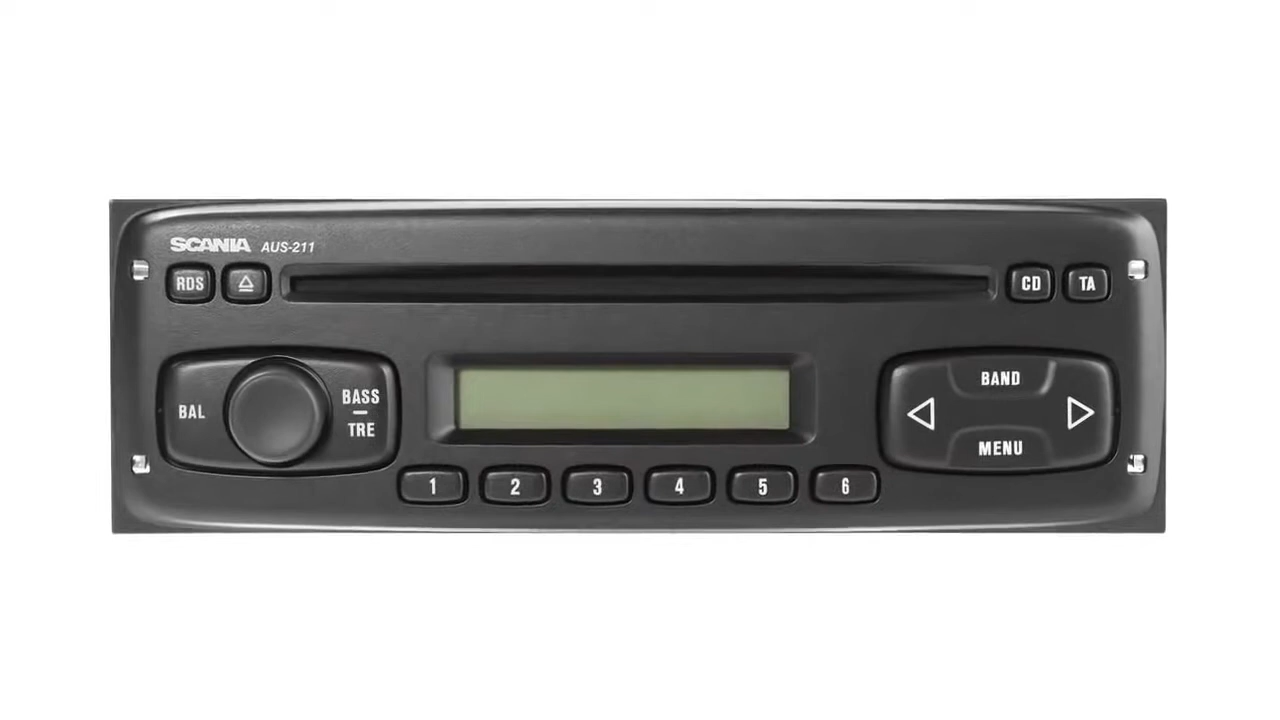 SCANIA AUS-211
RDS
CD
TA
BAL
BASS
TRE
BAND
MENU
1 2 3 4 5 6